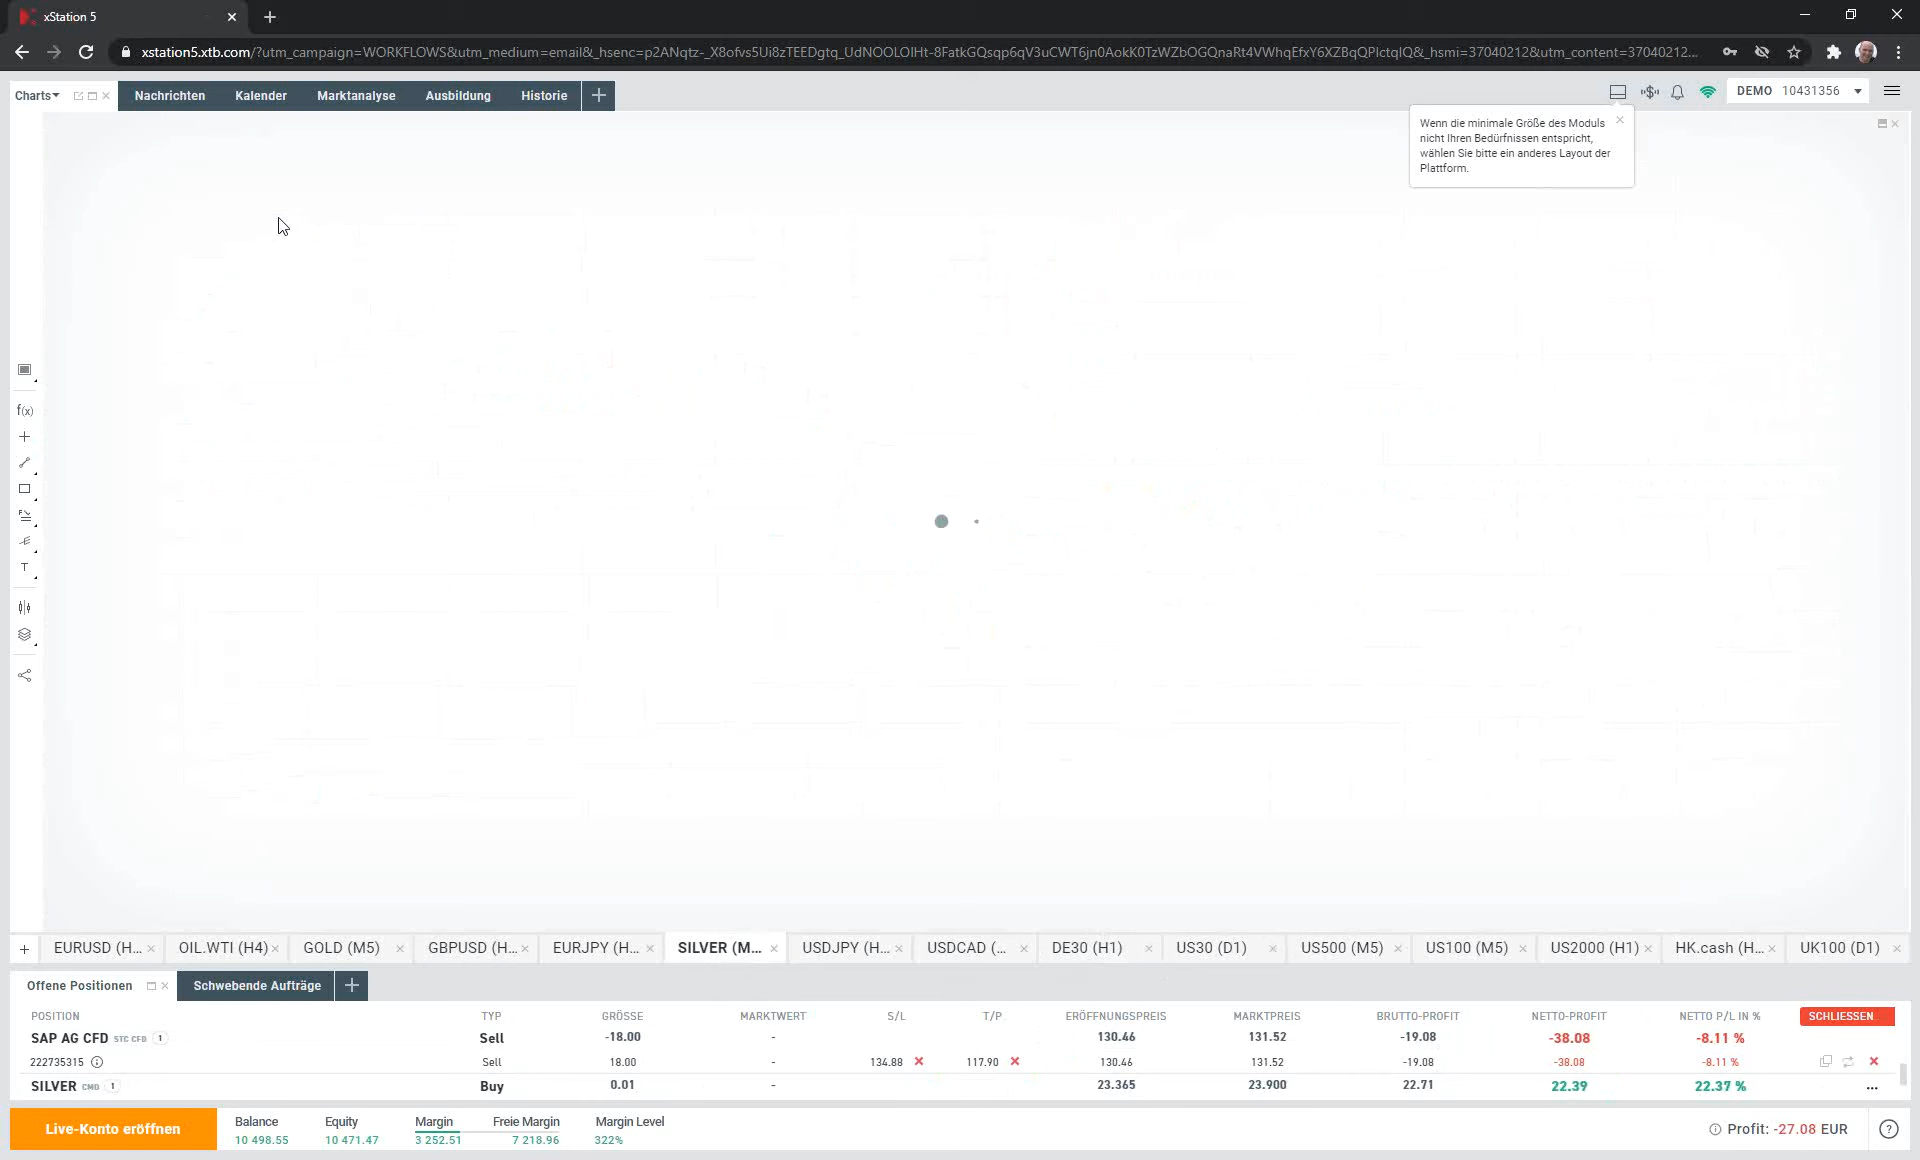 xStation 5
xstation5.xtb.com/?utm_campaign=WORKFLOWS&utm_medium=email&_hsenc=p2ANqtz-_X8ofvs5Ui8zTEEDgtq_UdNOOLOIHt-8FatkGQsqp6qV3uCWT6jn0AokK0TzWZbOGQnaRt4VWhqEfxY6XZBqQPlctqIQ&_hsmi=37040212&utm_content=37040212...
Charts Nachrichten Kalender Marktanalyse Ausbildung Historie DEMO 10431356
Wenn die minimale Größe des Moduls
nicht Ihren Bedürfnissen entspricht,
wählen Sie bitte ein anderes Layout der
Plattform.
f(x)
T
EURUSD (H... OIL.WTI (H4) GOLD (M5) GBPUSD (H... EURJPY (H... SILVER (M... USDJPY (H... USDCAD (... DE30 (H1) US30 (D1) US500 (M5) US100 (M5) US2000 (H1) HK.cash (H... UK100 (D1)
Offene Positionen Schwebende Aufträge
POSITION TYP GRÖSSE MARKTWERT S/L T/P ERÖFFNUNGSPREIS MARKTPREIS BRUTTO-PROFIT NETTO-PROFIT NETTO P/L IN % SCHLIESSEN
SAP AG CFD STC CFD 1 Sell -18.00 - 130.46 131.52 -19.08 -38.08 -8.11 %
222735315 Sell 18.00 - 134.88 117.90 130.46 131.52 -19.08 -38.08 -8.11 %
SILVER CMD 1 Buy 0.01 - 23.365 23.900 22.71 22.39 22.37 % ...
Live-Konto eröffnen
Balance Equity Margin Freie Margin Margin Level
10 498.55 10 471.47 3 252.51 7 218.96 322%
Profit: -27.08 EUR